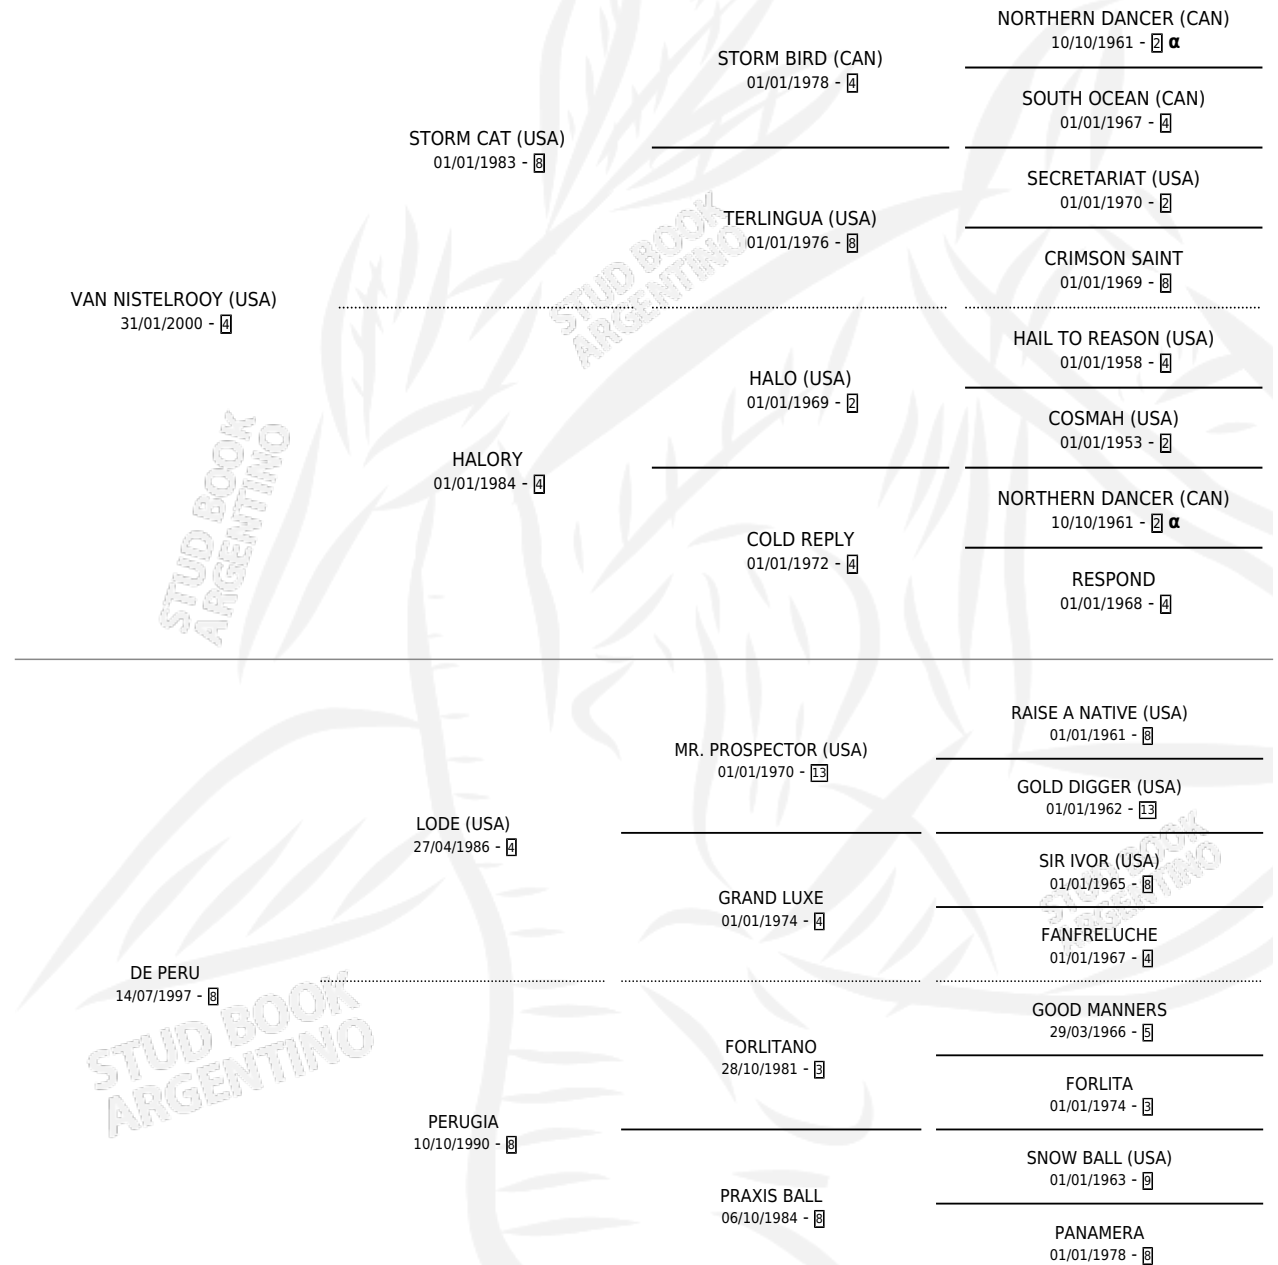 NORTHERN DANCER (CAN)
10/10/1961 - 2 α
STORM BIRD (CAN)
01/01/1978 - 4
SOUTH OCEAN (CAN)
01/01/1967 - 4
STORM CAT (USA)
01/01/1983 - 8
SECRETARIAT (USA)
01/01/1970 - 2
TERLINGUA (USA)
01/01/1976 - 8
CRIMSON SAINT
01/01/1969 - 8
STUD BOOK
ARGENTINO
VAN NISTELROOY (USA)
31/01/2000 - 4
HAIL TO REASON (USA)
01/01/1958 - 4
HALO (USA)
01/01/1969 - 2
COSMAH (USA)
01/01/1953 - 2
HALORY
01/01/1984 - 4
NORTHERN DANCER (CAN)
10/10/1961 - 2 α
COLD REPLY
01/01/1972 - 4
RESPOND
01/01/1968 - 4
STUD BOOK
ARGENTINO
RAISE A NATIVE (USA)
01/01/1961 - 8
MR. PROSPECTOR (USA)
01/01/1970 - 13
GOLD DIGGER (USA)
01/01/1962 - 13
LODE (USA)
27/04/1986 - 4
SIR IVOR (USA)
01/01/1965 - 8
GRAND LUXE
01/01/1974 - 4
FANFRELUCHE
01/01/1967 - 4
STUD BOOK
ARGENTINO
DE PERU
14/07/1997 - 8
GOOD MANNERS
29/03/1966 - 5
FORLITANO
28/10/1981 - 3
FORLITA
01/01/1974 - 3
PERUGIA
10/10/1990 - 8
SNOW BALL (USA)
01/01/1963 - 9
PRAXIS BALL
06/10/1984 - 8
PANAMERA
01/01/1978 - 8
STUD BOOK
ARGENTINO